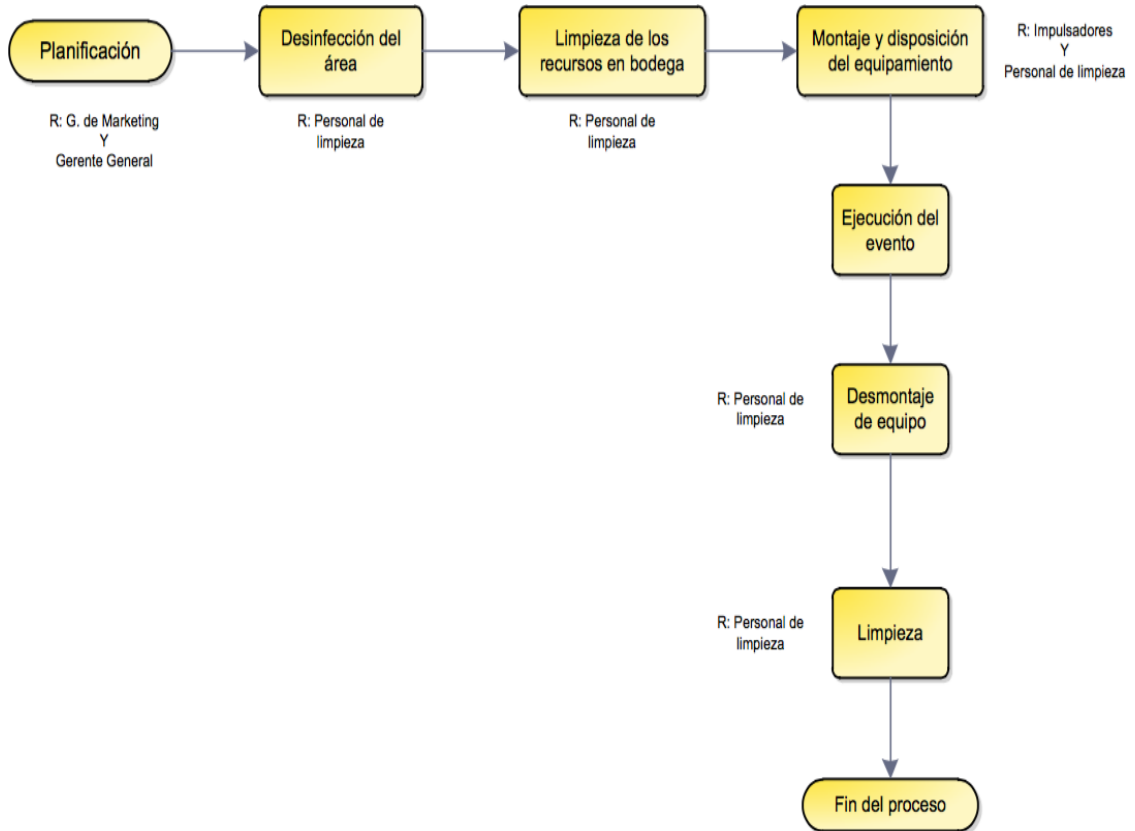 Planificación
R: G. de Marketing
Y
Gerente General
Desinfección del
área
R: Personal de
limpieza
Limpieza de los
recursos en bodega
R: Personal de
limpieza
Montaje y disposición
del equipamiento
R: Impulsadores
Y
Personal de limpieza
Ejecución del
evento
Desmontaje
de equipo
R: Personal de
limpieza
Limpieza
R: Personal de
limpieza
Fin del proceso